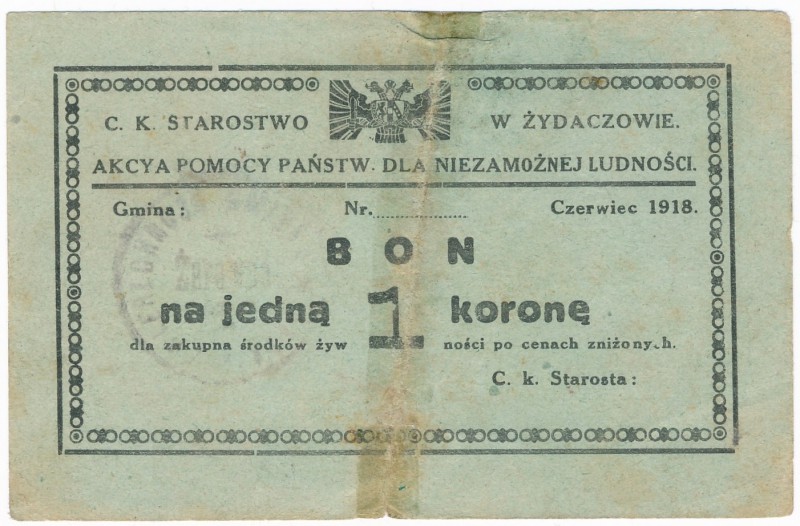 C. K. STAROSTWO W ŻYDACZOWIE.
AKCYA POMOCY PAŃSTW. DLA NIEZAMOŻNEJ LUDNOŚCI.
Gmina: Nr. Czerwiec 1918.
BON
na jedną 1 koronę
dla zakupna środków żyw ności po cenach zniżonych.
C. k. Starosta: